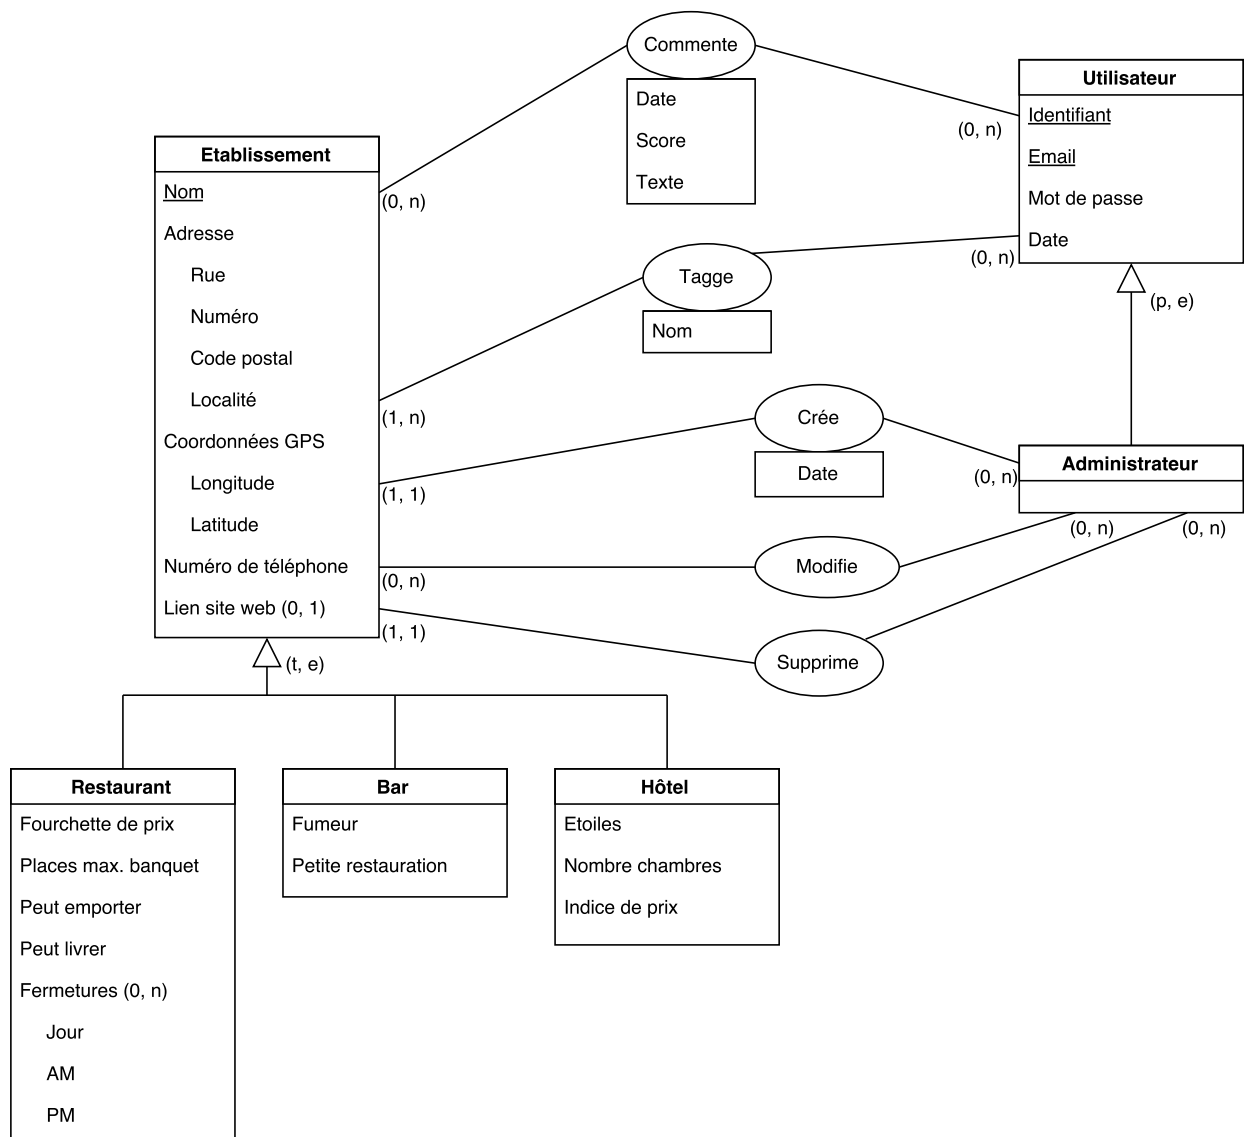 Commente
Date
Score
Texte
(0, n)
(0, n)
Utilisateur
Identifiant
Email
Mot de passe
Date
Etablissement
Nom
Adresse
Rue
Numéro
Code postal
Localité
Coordonnées GPS
Longitude
Latitude
Numéro de téléphone
Lien site web (0, 1)
Tagge
Nom
(0, n)
(1, n)
(p, e)
Crée
Date
(1, 1)
(0, n)
Administrateur
Modifie
(0, n)
(0, n)
Supprime
(1, 1)
(0, n)
(t, e)
Restaurant
Fourchette de prix
Places max. banquet
Peut emporter
Peut livrer
Fermetures (0, n)
Jour
AM
PM
Bar
Fumeur
Petite restauration
Hôtel
Etoiles
Nombre chambres
Indice de prix